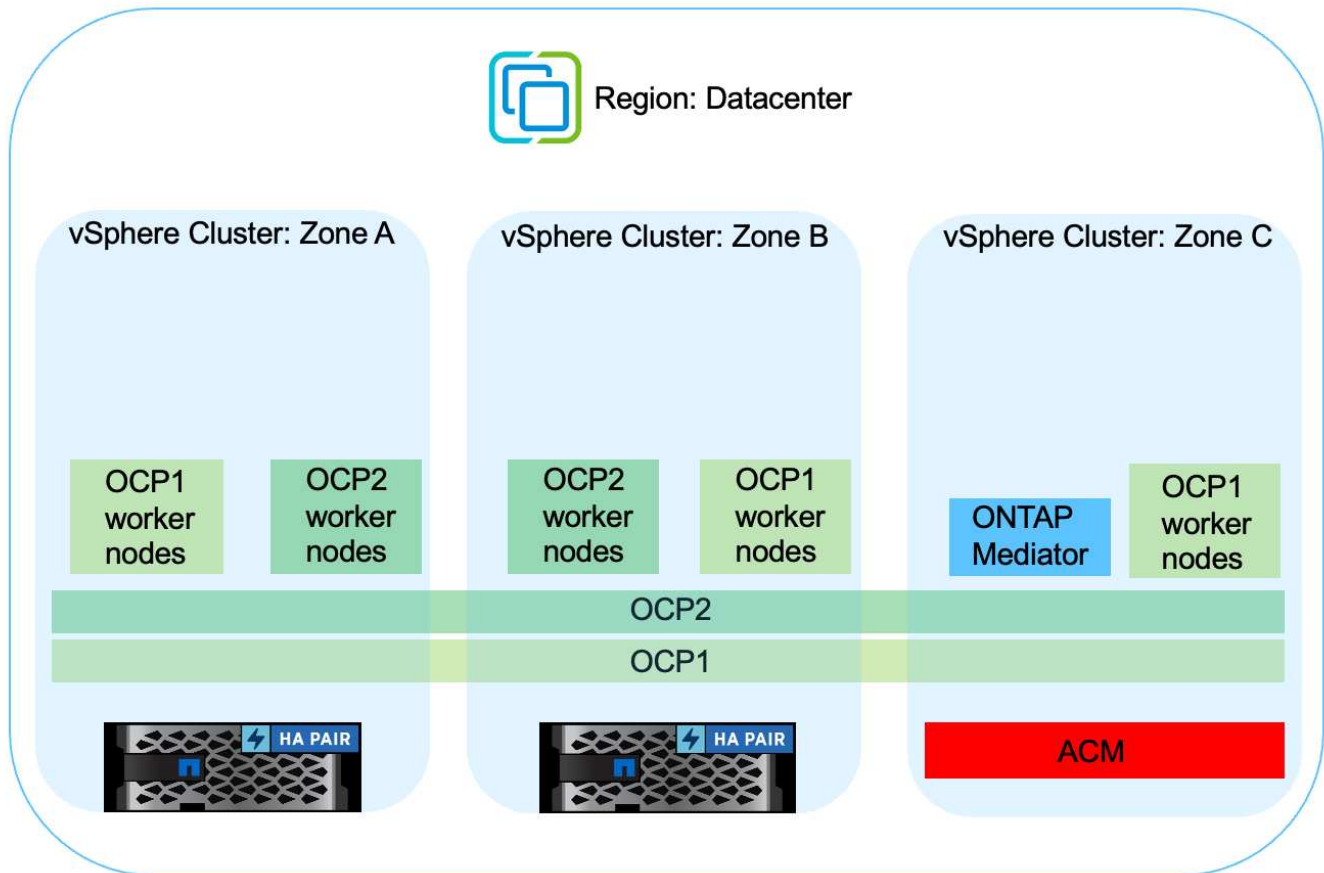 Region: Datacenter
vSphere Cluster: Zone A
vSphere Cluster: Zone B
vSphere Cluster: Zone C
OCP1
worker
nodes
OCP2
worker
nodes
OCP2
worker
nodes
OCP1
worker
nodes
ONTAP
Mediator
OCP1
worker
nodes
OCP2
OCP1
HA PAIR
HA PAIR
ACM